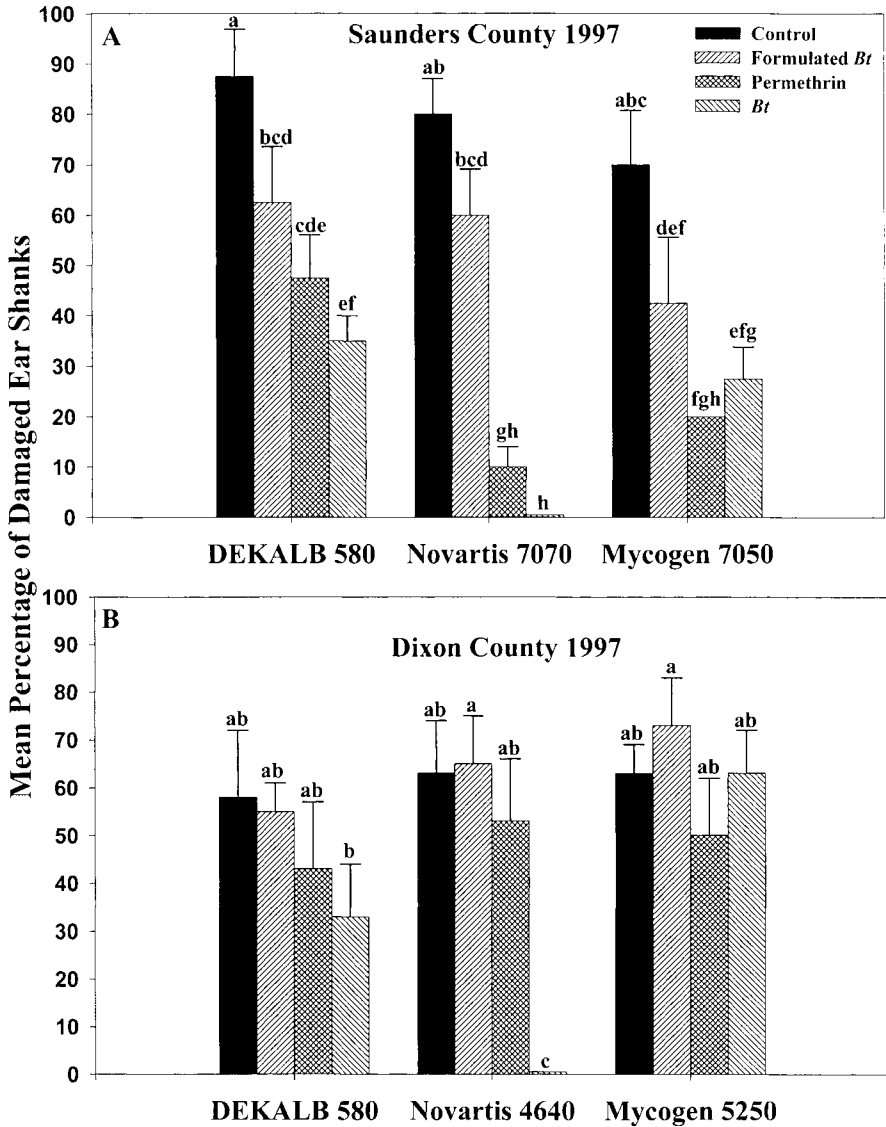 Mean Percentage of Damaged Ear Shanks
A
Saunders County 1997
Control
Formulated Bt
Permethrin
Bt
100
90
80
70
60
50
40
30
20
10
0
a
bcd
cde
ef
ab
bcd
gh
h
abc
def
fgh
efg
DEKALB 580 Novartis 7070 Mycogen 7050
B
Dixon County 1997
100
90
80
70
60
50
40
30
20
10
0
ab
ab
ab
b
ab
a
ab
c
ab
a
ab
ab
DEKALB 580 Novartis 4640 Mycogen 5250